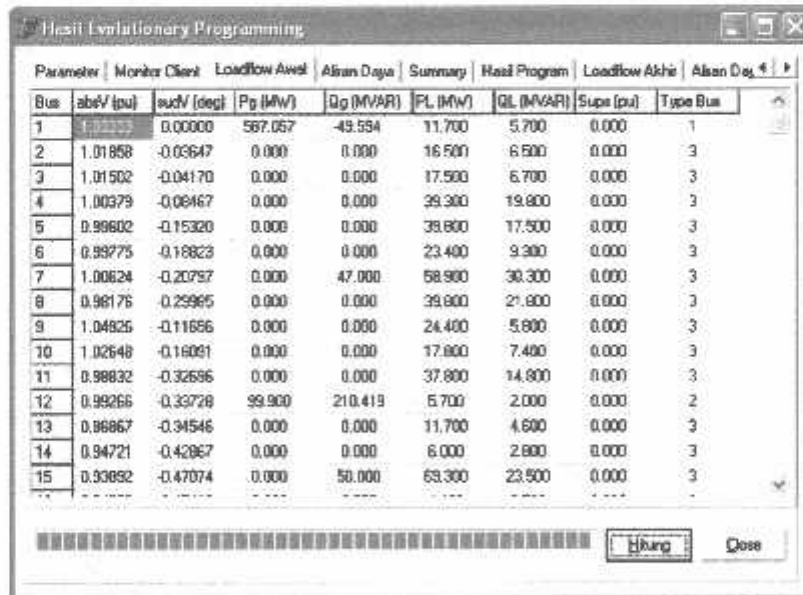 Hasil Evolutionary Programming
Parameter Monitor Client Loadflow Awal Aliran Daya Summary Hasil Program Loadflow Akhir Aliran Day
Bus absV (pu) sudV (deg) Pg (MW) Qg (MVAR) PL (MW) QL (MVAR) Sups (pu) Type Bus
1 0.00000 567.057 -49.594 11.700 5.700 0.000 1
2 1.01858 -0.03647 0.000 0.000 16.500 6.500 0.000 3
3 1.01502 -0.04170 0.000 0.000 17.500 6.700 0.000 3
4 1.00379 -0.08467 0.000 0.000 39.300 19.800 0.000 3
5 0.99602 -0.15320 0.000 0.000 39.800 17.500 0.000 3
6 0.99775 -0.18823 0.000 0.000 23.400 9.300 0.000 3
7 1.00624 -0.20797 0.000 47.000 58.900 30.300 0.000 3
8 0.98176 -0.29985 0.000 0.000 39.800 21.800 0.000 3
9 1.04826 -0.11656 0.000 0.000 24.400 5.800 0.000 3
10 1.02648 -0.16091 0.000 0.000 17.800 7.400 0.000 3
11 0.98832 -0.32696 0.000 0.000 37.800 14.800 0.000 3
12 0.99266 -0.33728 99.900 210.419 5.700 2.000 0.000 2
13 0.96867 -0.34546 0.000 0.000 11.700 4.600 0.000 3
14 0.94721 -0.42867 0.000 0.000 6.000 2.800 0.000 3
15 0.93892 -0.47074 0.000 50.000 69.300 23.500 0.000 3
Hitung Close